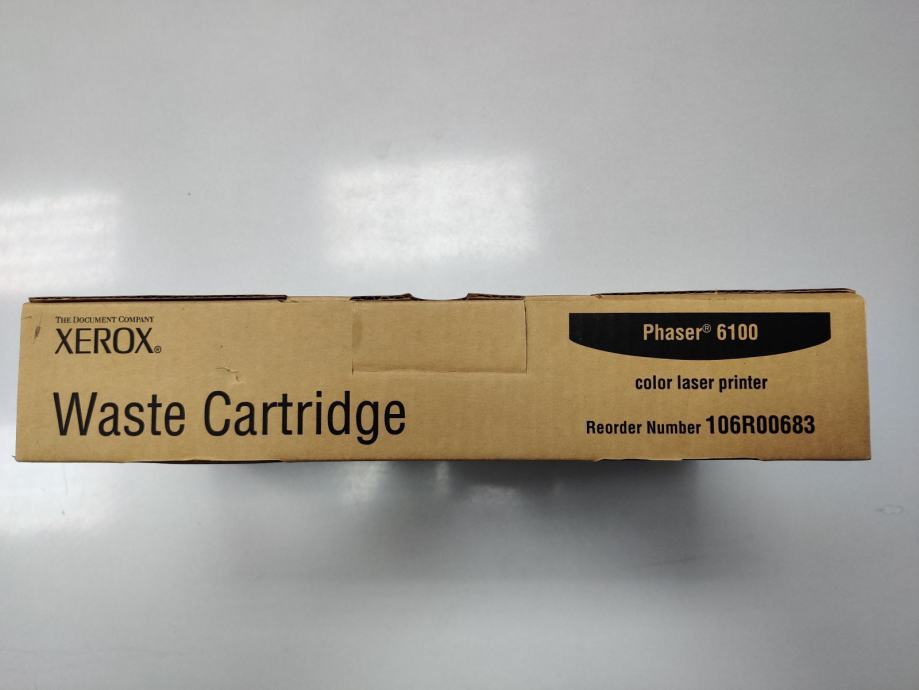 THE DOCUMENT COMPANY
XEROX®
Waste Cartridge
Phaser® 6100
color laser printer
Reorder Number 106R00683